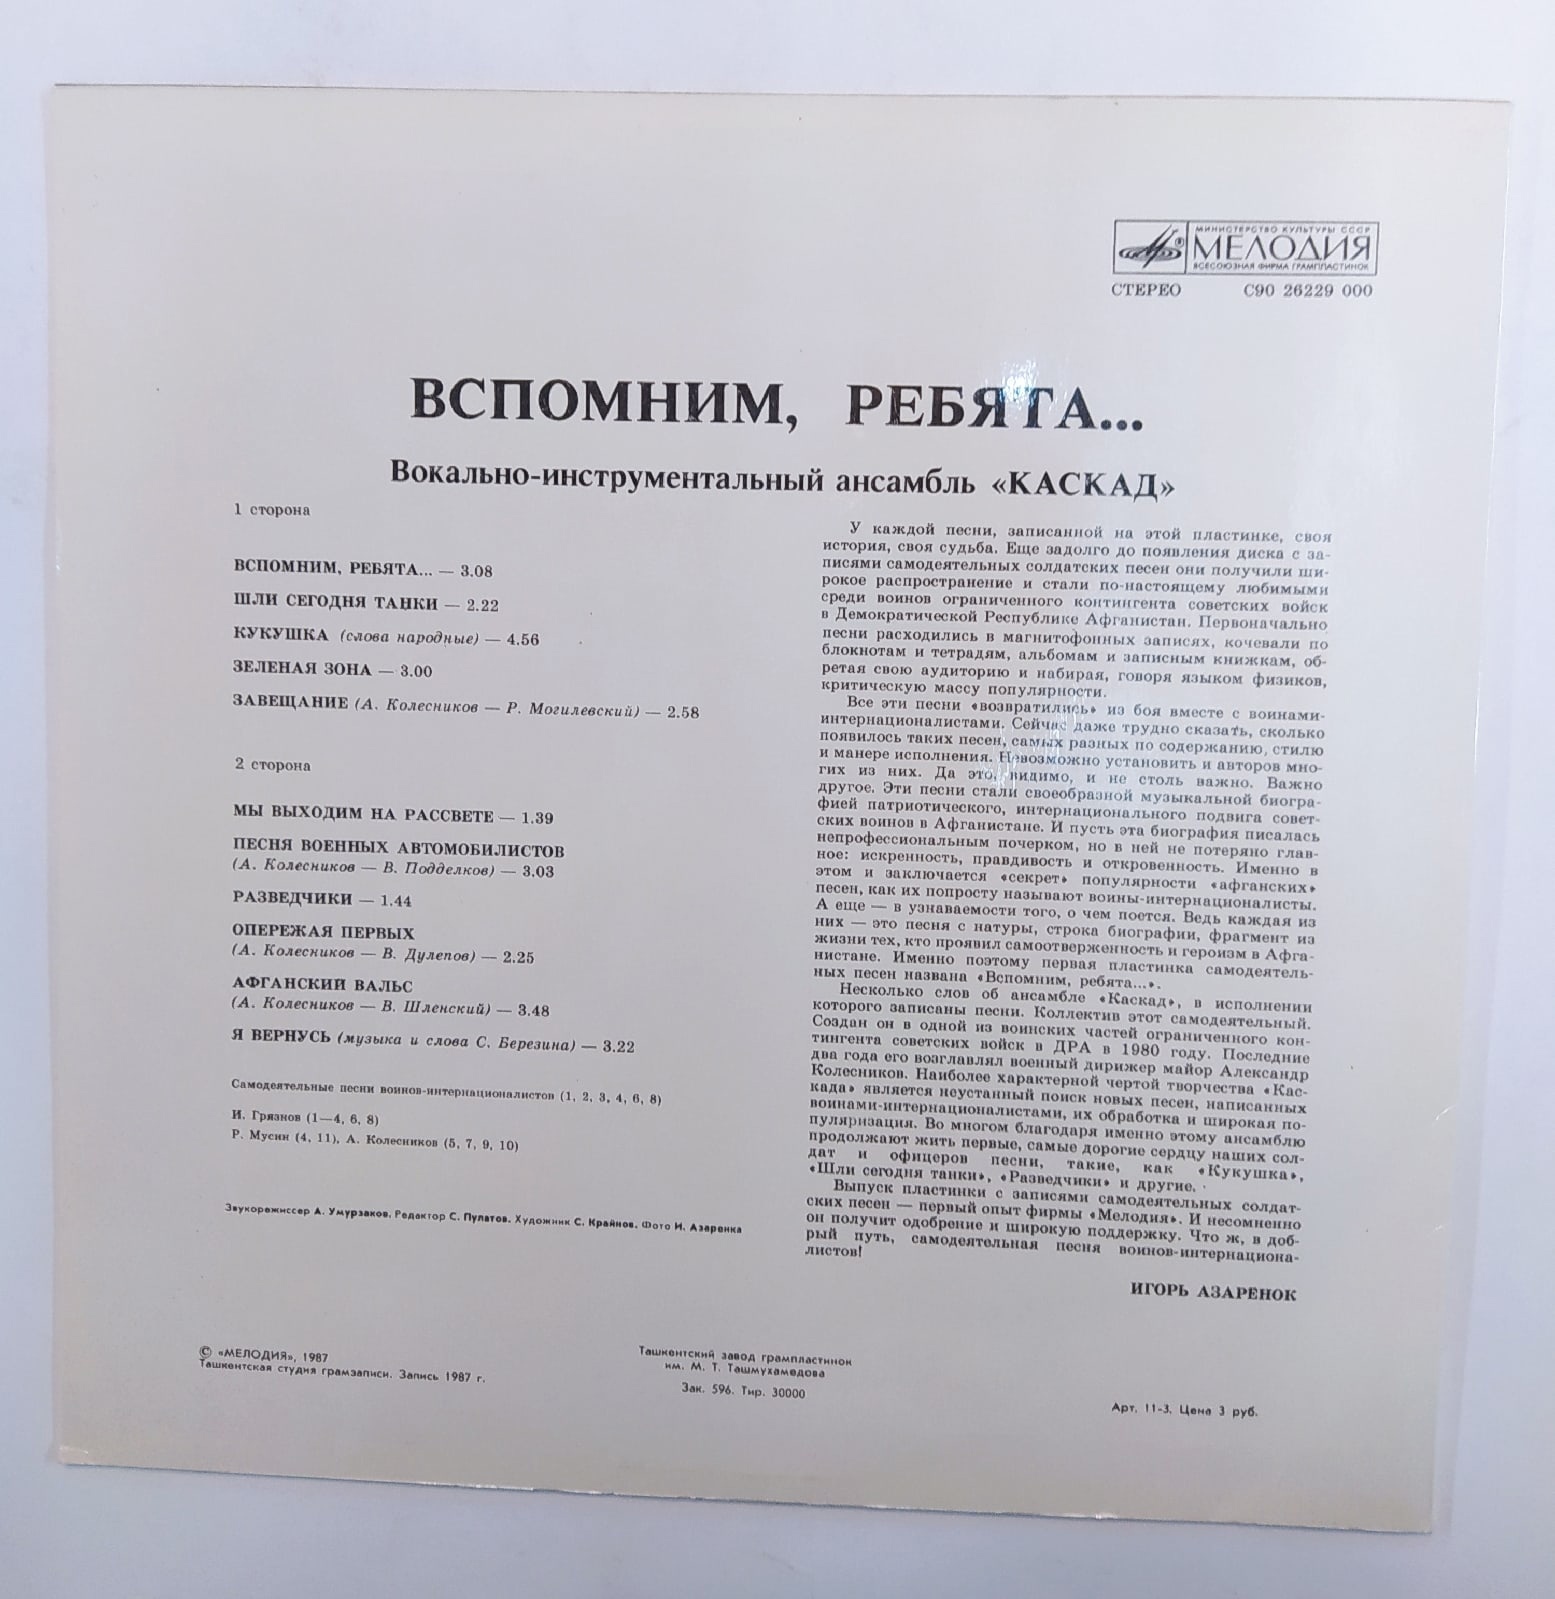 МИНИСТЕРСТВО КУЛЬТУРЫ СССР
МЕЛОДИЯ
ВСЕСОЮЗНАЯ ФИРМА ГРАМПЛАСТИНОК
СТЕРЕО С90 26229 000
ВСПОМНИМ, РЕБЯТА...
Вокально-инструментальный ансамбль «КАСКАД»
1 сторона
ВСПОМНИМ, РЕБЯТА... — 3.08
ШЛИ СЕГОДНЯ ТАНКИ — 2.22
КУКУШКА (слова народные) — 4.56
ЗЕЛЕНАЯ ЗОНА — 3.00
ЗАВЕЩАНИЕ (А. Колесников — Р. Могилевский) — 2.58
2 сторона
МЫ ВЫХОДИМ НА РАССВЕТЕ — 1.39
ПЕСНЯ ВОЕННЫХ АВТОМОБИЛИСТОВ
(А. Колесников — В. Подделков) — 3.03
РАЗВЕДЧИКИ — 1.44
ОПЕРЕЖАЯ ПЕРВЫХ
(А. Колесников — В. Дулепов) — 2.25
АФГАНСКИЙ ВАЛЬС
(А. Колесников — В. Шленский) — 3.48
Я ВЕРНУСЬ (музыка и слова С. Березина) — 3.22
Самодеятельные песни воинов-интернационалистов (1, 2, 3, 4, 6, 8)
И. Грязнов (1—4, 6, 8)
Р. Мусин (4, 11), А. Колесников (5, 7, 9, 10)
Звукорежиссер А. Умурзаков. Редактор С. Пулатов. Художник С. Крайнов. Фото И. Азаренка
У каждой песни, записанной на этой пластинке, своя
история, своя судьба. Еще задолго до появления диска с за-
писями самодеятельных солдатских песен они получили ши-
рокое распространение и стали по-настоящему любимыми
среди воинов ограниченного контингента советских войск
в Демократической Республике Афганистан. Первоначально
песни расходились в магнитофонных записях, кочевали по
блокнотам и тетрадям, альбомам и записным книжкам, об-
ретая свою аудиторию и набирая, говоря языком физиков,
критическую массу популярности.
Все эти песни «возвратились» из боя вместе с воинами-
интернационалистами. Сейчас даже трудно сказать, сколько
появилось таких песен, самых разных по содержанию, стилю
и манере исполнения. Невозможно установить и авторов мно-
гих из них. Да это, видимо, и не столь важно. Важно
другое. Эти песни стали своеобразной музыкальной биогра-
фией патриотического, интернационального подвига совет-
ских воинов в Афганистане. И пусть эта биография писалась
непрофессиональным почерком, но в ней не потеряно глав-
ное: искренность, правдивость и откровенность. Именно в
этом и заключается «секрет» популярности «афганских»
песен, как их попросту называют воины-интернационалисты.
А еще — в узнаваемости того, о чем поется. Ведь каждая из
них — это песня с натуры, строка биографии, фрагмент из
жизни тех, кто проявил самоотверженность и героизм в Афга-
нистане. Именно поэтому первая пластинка самодеятель-
ных песен названа «Вспомним, ребята...».
Несколько слов об ансамбле «Каскад», в исполнении
которого записаны песни. Коллектив этот самодеятельный.
Создан он в одной из воинских частей ограниченного кон-
тингента советских войск в ДРА в 1980 году. Последние
два года его возглавлял военный дирижер майор Александр
Колесников. Наиболее характерной чертой творчества «Кас-
када» является неустанный поиск новых песен, написанных
воинами-интернационалистами, их обработка и широкая по-
пуляризация. Во многом благодаря именно этому ансамблю
продолжают жить первые, самые дорогие сердцу наших сол-
дат и офицеров песни, такие, как «Кукушка»,
«Шли сегодня танки», «Разведчики» и другие.
Выпуск пластинки с записями самодеятельных солдат-
ских песен — первый опыт фирмы «Мелодия». И несомненно
он получит одобрение и широкую поддержку. Что ж, в доб-
рый путь, самодеятельная песня воинов-интернациона-
листов!
ИГОРЬ АЗАРЕНОК
© «МЕЛОДИЯ», 1987
Ташкентская студия грамзаписи. Запись 1987 г.
Ташкентский завод грампластинок
им. М. Т. Ташмухамедова
Зак. 596. Тир. 30000
Арт. 11-3. Цена 3 руб.